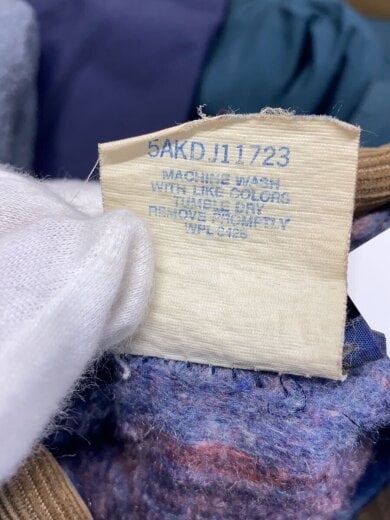 5AKDJ11723
MACHINE WASH
WITH LIKE COLORS
TUMBLE DRY
REMOVE PROMPTLY
WPL 6426